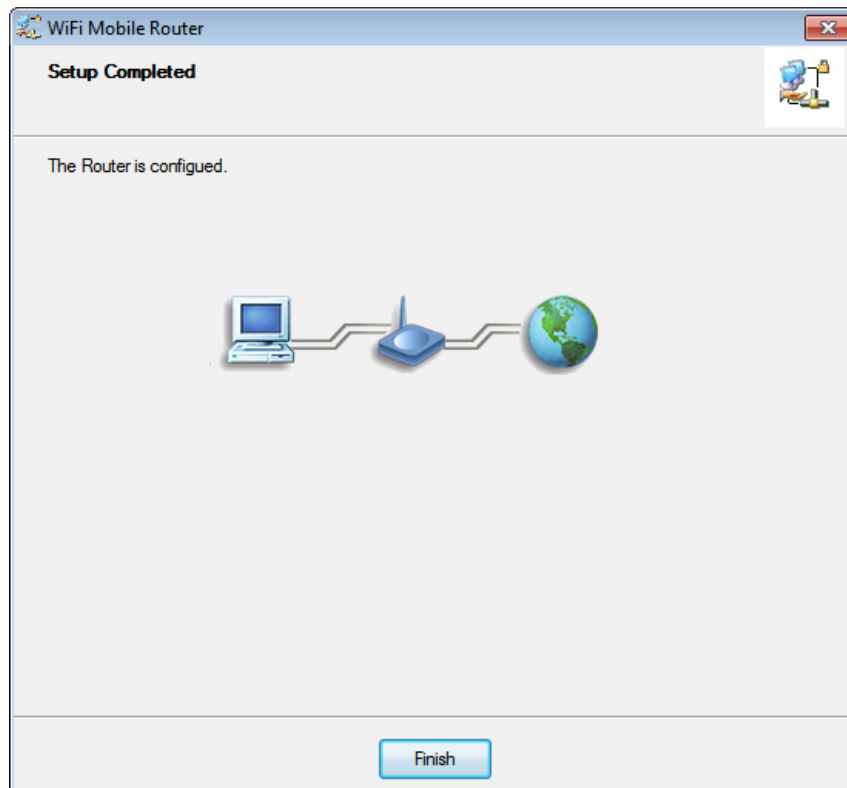 WiFi Mobile Router
Setup Completed
The Router is configued.
Finish